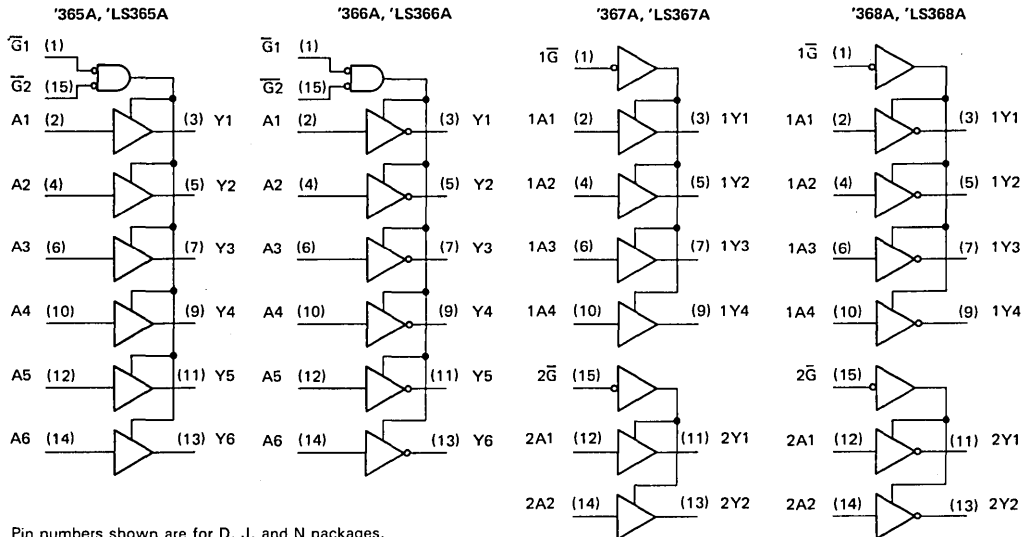 '365A, 'LS365A
G̅1 (1)
G̅2 (15)
A1 (2) (3) Y1
A2 (4) (5) Y2
A3 (6) (7) Y3
A4 (10) (9) Y4
A5 (12) (11) Y5
A6 (14) (13) Y6
'366A, 'LS366A
G̅1 (1)
G̅2 (15)
A1 (2) (3) Y1
A2 (4) (5) Y2
A3 (6) (7) Y3
A4 (10) (9) Y4
A5 (12) (11) Y5
A6 (14) (13) Y6
'367A, 'LS367A
1G̅ (1)
1A1 (2) (3) 1Y1
1A2 (4) (5) 1Y2
1A3 (6) (7) 1Y3
1A4 (10) (9) 1Y4
2G̅ (15)
2A1 (12) (11) 2Y1
2A2 (14) (13) 2Y2
'368A, 'LS368A
1G̅ (1)
1A1 (2) (3) 1Y1
1A2 (4) (5) 1Y2
1A3 (6) (7) 1Y3
1A4 (10) (9) 1Y4
2G̅ (15)
2A1 (12) (11) 2Y1
2A2 (14) (13) 2Y2
Pin numbers shown are for D, J, and N packages.